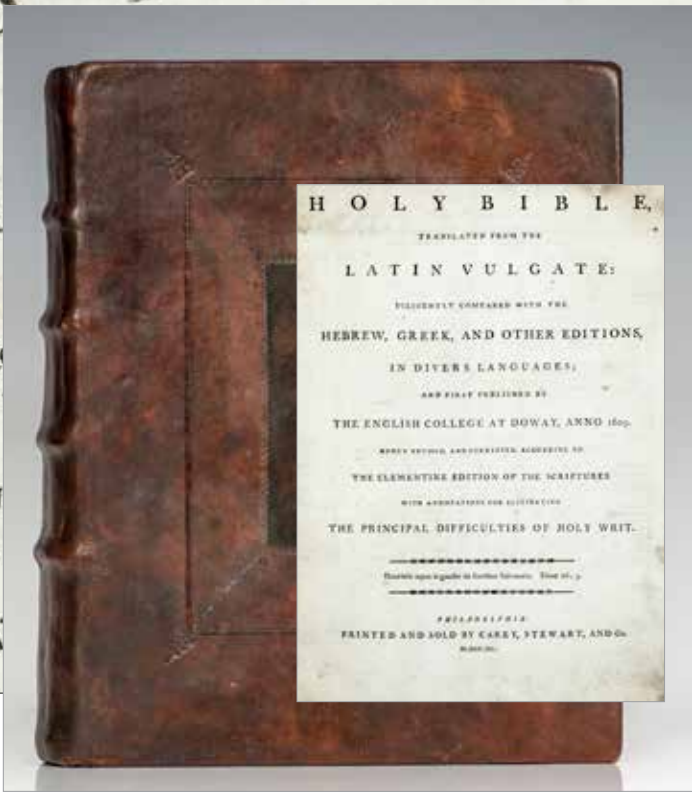 HOLY BIBLE,
TRANSLATED FROM THE
LATIN VULGATE:
DILIGENTLY COMPARED WITH THE
HEBREW, GREEK, AND OTHER EDITIONS,
IN DIVERS LANGUAGES;
AND FIRST PUBLISHED BY
THE ENGLISH COLLEGE AT DOWAY, ANNO 1609.
NEWLY REVISED, AND CORRECTED, ACCORDING TO
THE CLEMENTINE EDITION OF THE SCRIPTURES
WITH ANNOTATIONS FOR ELUCIDATING
THE PRINCIPAL DIFFICULTIES OF HOLY WRIT.
PHILADELPHIA:
PRINTED AND SOLD BY CAREY, STEWART, AND Co.